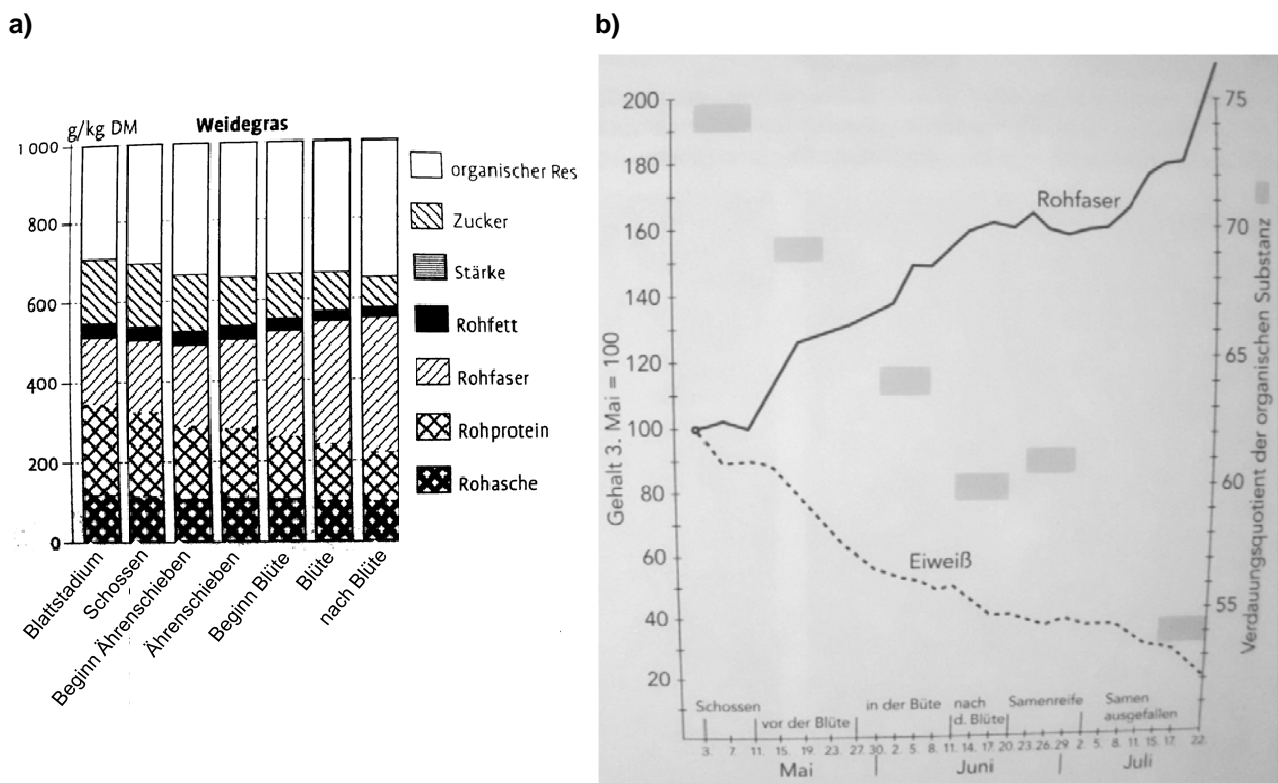 a)
b)
g/kg DM
Weidegras
1 000
800
600
400
200
0
organischer Res
Zucker
Stärke
Rohfett
Rohfaser
Rohprotein
Rohasche
Blattstadium
Schossen
Beginn Ährenschieben
Ährenschieben
Beginn Blüte
Blüte
nach Blüte
Gehalt 3. Mai = 100
200
180
160
140
120
100
80
60
40
20
Rohfaser
Eiweiß
75
70
65
60
55
Verdauungsquotient der organischen Substanz
Schossen
vor der Blüte
in der Büte
nach
d. Blüte
Samenreife
Samen
ausgefallen
3. 7. 11. 15. 19. 23. 27. 30. 2. 5. 8. 11. 14. 17. 20. 23. 26. 29. 2. 5. 8. 11. 15. 17. 22.
Mai
Juni
Juli